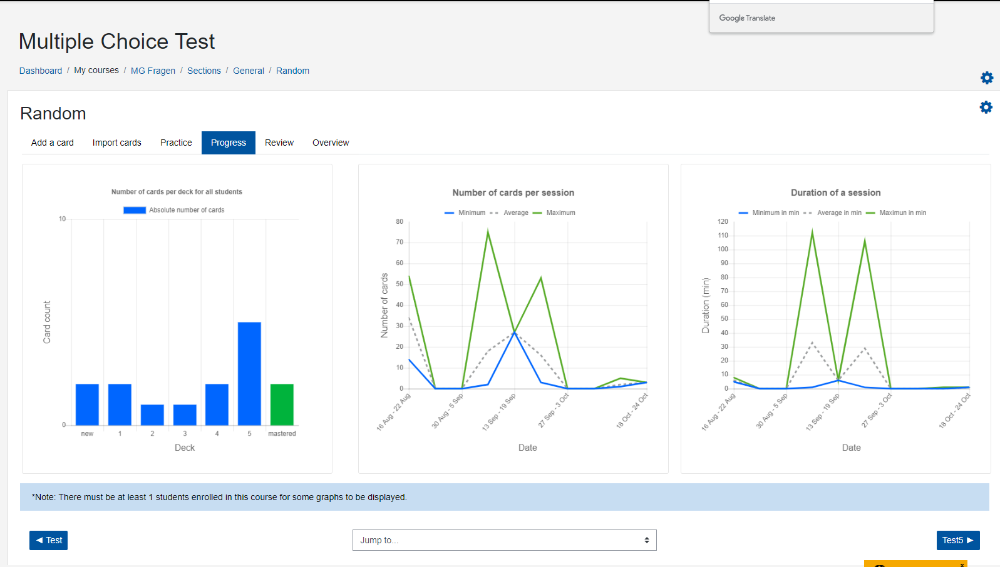 Google Translate
Multiple Choice Test
Dashboard / My courses / MG Fragen / Sections / General / Random
Random
Add a card Import cards Practice Progress Review Overview
Number of cards per deck for all students
Absolute number of cards
10
0
Card count
new 1 2 3 4 5 mastered
Deck
Number of cards per session
Minimum Average Maximum
80
70
60
50
40
30
20
10
0
Number of cards
16 Aug - 22 Aug
30 Aug - 5 Sep
13 Sep - 19 Sep
27 Sep - 3 Oct
18 Oct - 24 Oct
Date
Duration of a session
Minimum in min Average in min Maximun in min
120
110
100
90
80
70
60
50
40
30
20
10
0
Duration (min)
16 Aug - 22 Aug
30 Aug - 5 Sep
13 Sep - 19 Sep
27 Sep - 3 Oct
18 Oct - 24 Oct
Date
*Note: There must be at least 1 students enrolled in this course for some graphs to be displayed.
◄ Test
Jump to...
Test5 ►
x